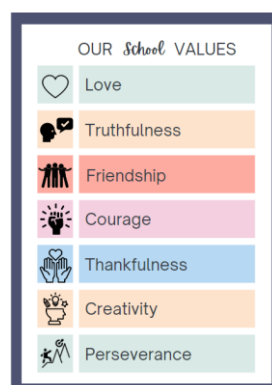 OUR School VALUES
Love
Truthfulness
Friendship
Courage
Thankfulness
Creativity
Perseverance